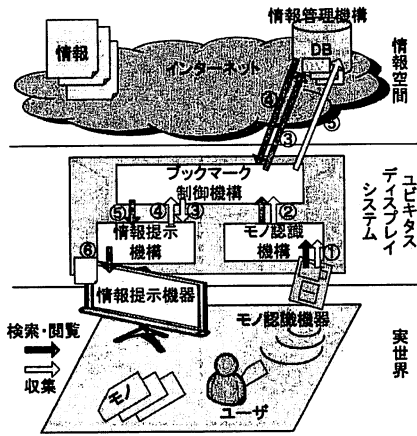 情報管理機構
DB
情報
インターネット
情報空間
④
③
③
ブックマーク
制御機構
⑤
④
③
②
情報提示
機構
モノ認識
機構
①
ユビキタス
ディスプレイ
システム
⑥
情報提示機器
モノ認識機器
検索・閲覧
収集
モノ
ユーザ
実世界